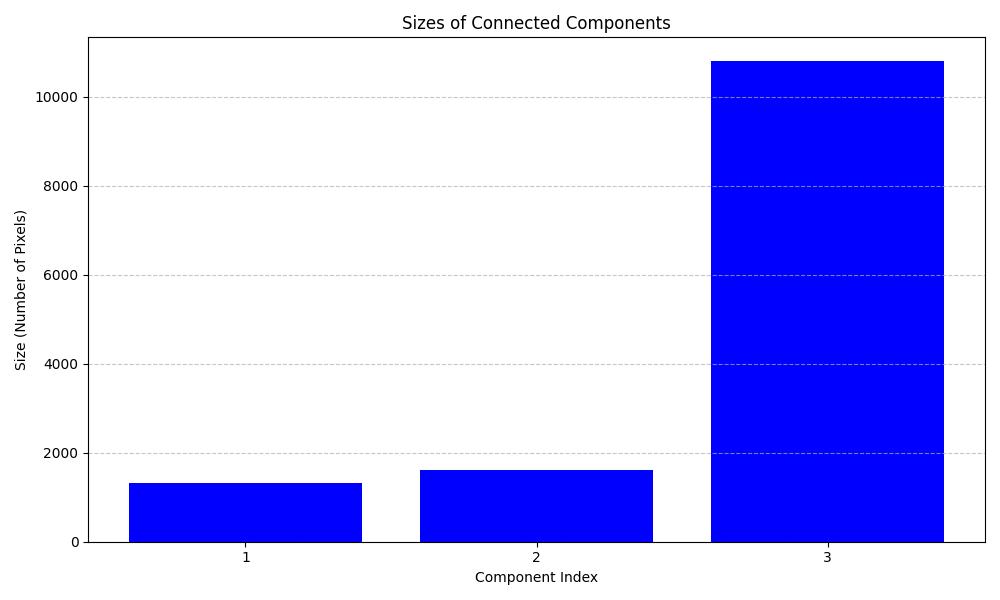 Sizes of Connected Components
10000
8000
6000
4000
2000
0
Size (Number of Pixels)
1 2 3
Component Index